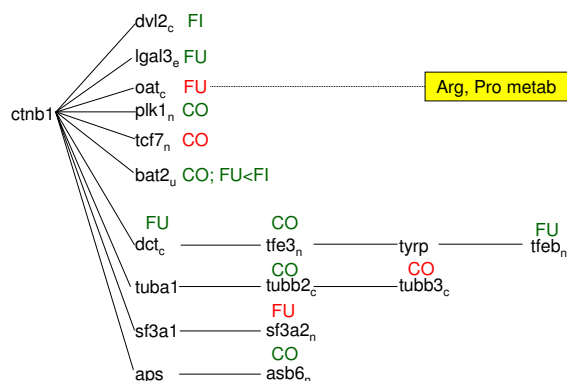 dvl2c FI
lgal3e FU
oatc FU Arg, Pro metab
ctnb1 plk1n CO
tcf7n CO
bat2u CO; FU<FI
FU CO FU
dctc tfe3n tyrp tfebn
CO CO
tuba1 tubb2c tubb3c
FU
sf3a1 sf3a2n
CO
aps asb6n